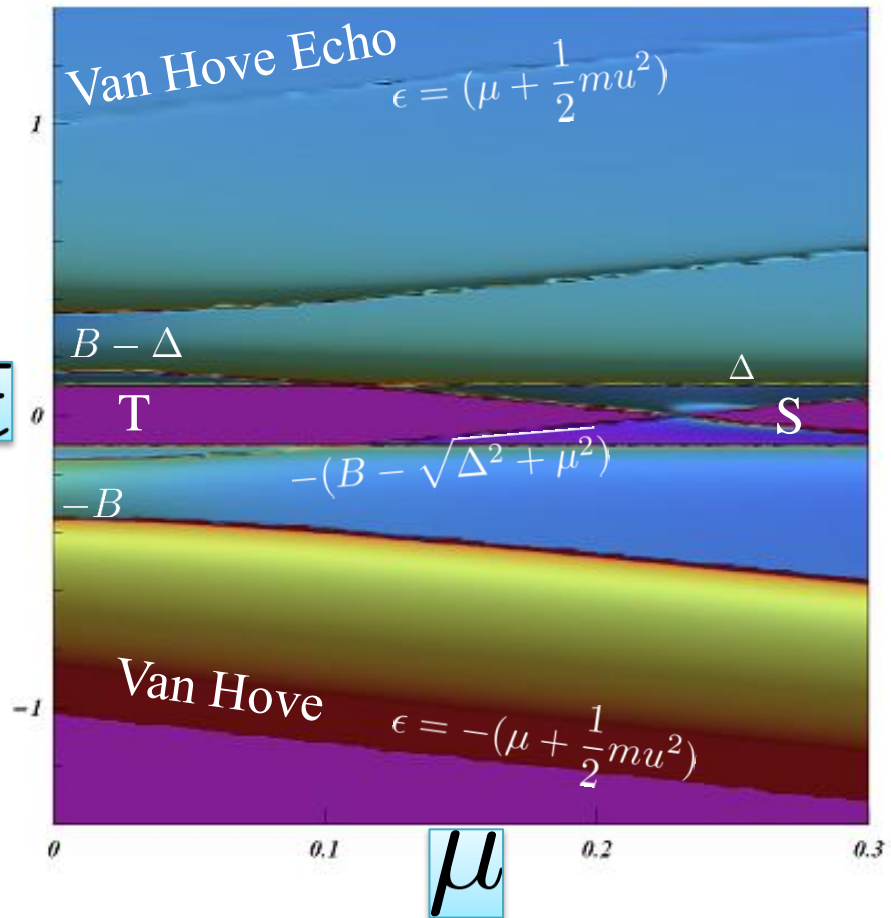 Van Hove Echo
ϵ = (μ + 1/2 mu²)
1
B − Δ
Δ
T
S
0
−(B − √(Δ² + μ²))
−B
Van Hove
−1
ϵ = −(μ + 1/2 mu²)
0 0.1 0.2 0.3
μ